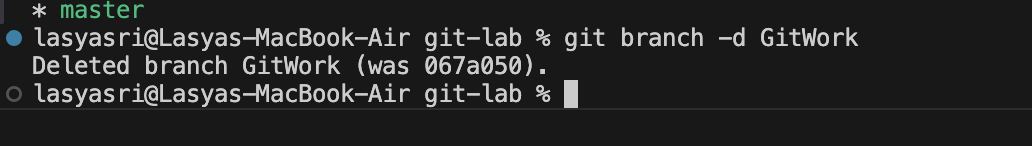 * master
lasyasri@Lasyas-MacBook-Air git-lab % git branch -d GitWork
Deleted branch GitWork (was 067a050).
lasyasri@Lasyas-MacBook-Air git-lab %